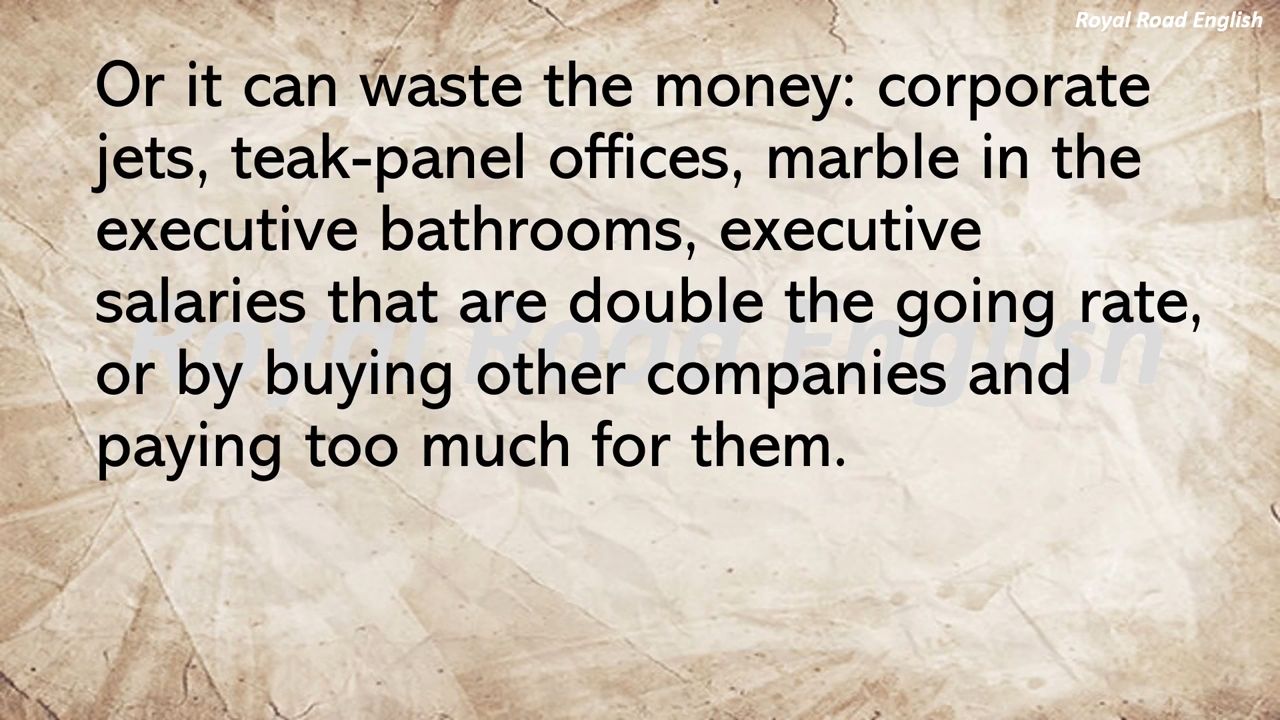 Royal Road English
Or it can waste the money: corporate
jets, teak-panel offices, marble in the
executive bathrooms, executive
salaries that are double the going rate,
Royal Road English
or by buying other companies and
paying too much for them.